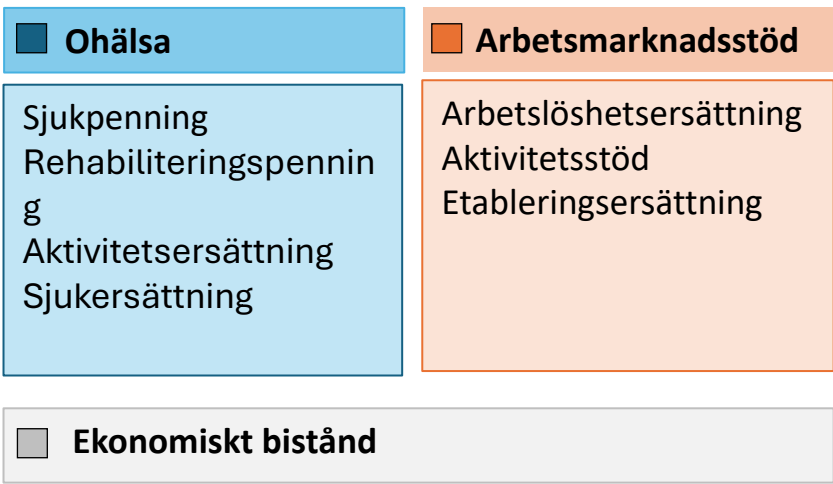 Ohälsa
Sjukpenning
Rehabiliteringspennin
g
Aktivitetsersättning
Sjukersättning
Arbetsmarknadsstöd
Arbetslöshetsersättning
Aktivitetsstöd
Etableringsersättning
Ekonomiskt bistånd